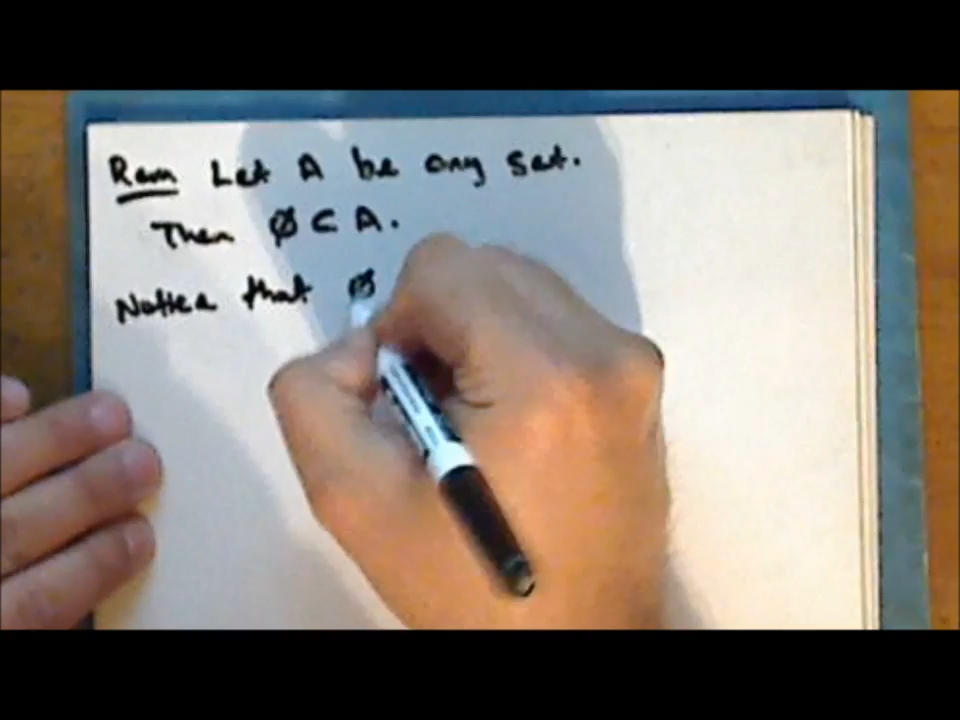 Rem Let A be any set.
Then Ø ⊂ A.
Notice that Ø